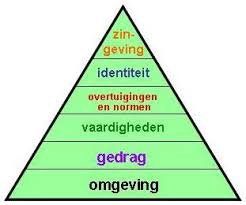 zin-
geving
identiteit
overtuigingen
en normen
vaardigheden
gedrag
omgeving